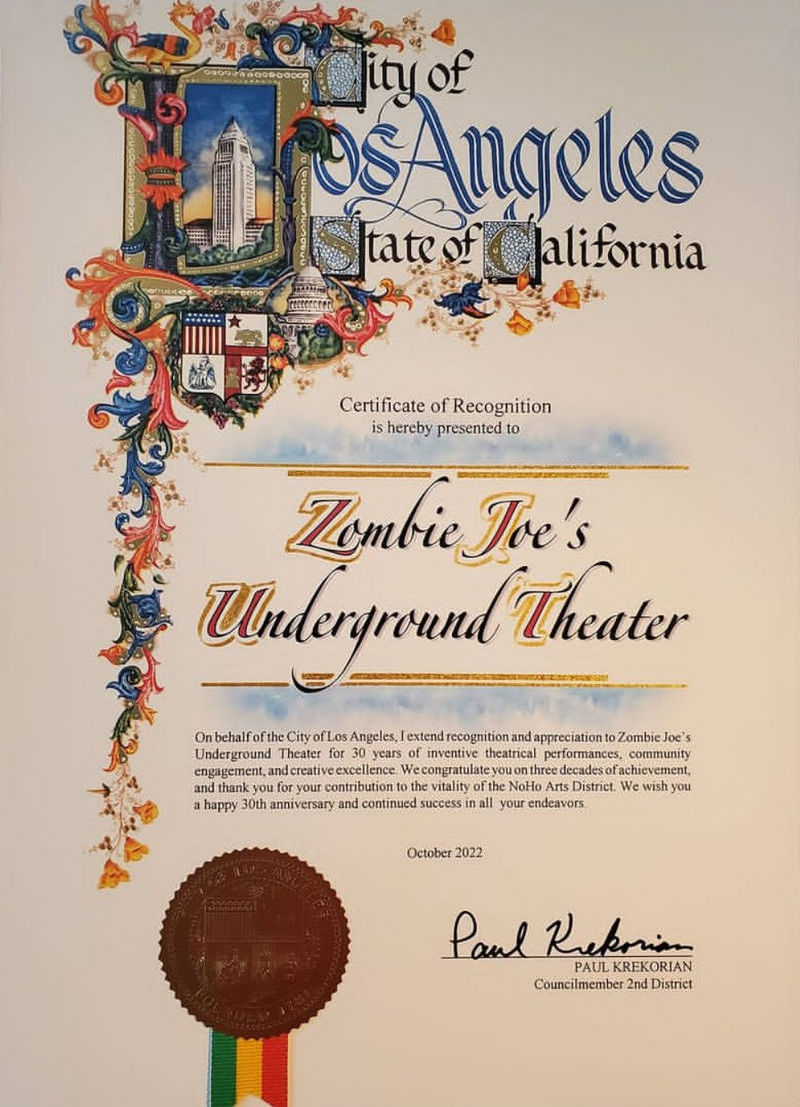 City of
Los Angeles
State of California
Certificate of Recognition
is hereby presented to
Zombie Joe's
Underground Theater
On behalf of the City of Los Angeles, I extend recognition and appreciation to Zombie Joe's
Underground Theater for 30 years of inventive theatrical performances, community
engagement, and creative excellence. We congratulate you on three decades of achievement,
and thank you for your contribution to the vitality of the NoHo Arts District. We wish you
a happy 30th anniversary and continued success in all your endeavors.
October 2022
Paul Krekorian
PAUL KREKORIAN
Councilmember 2nd District